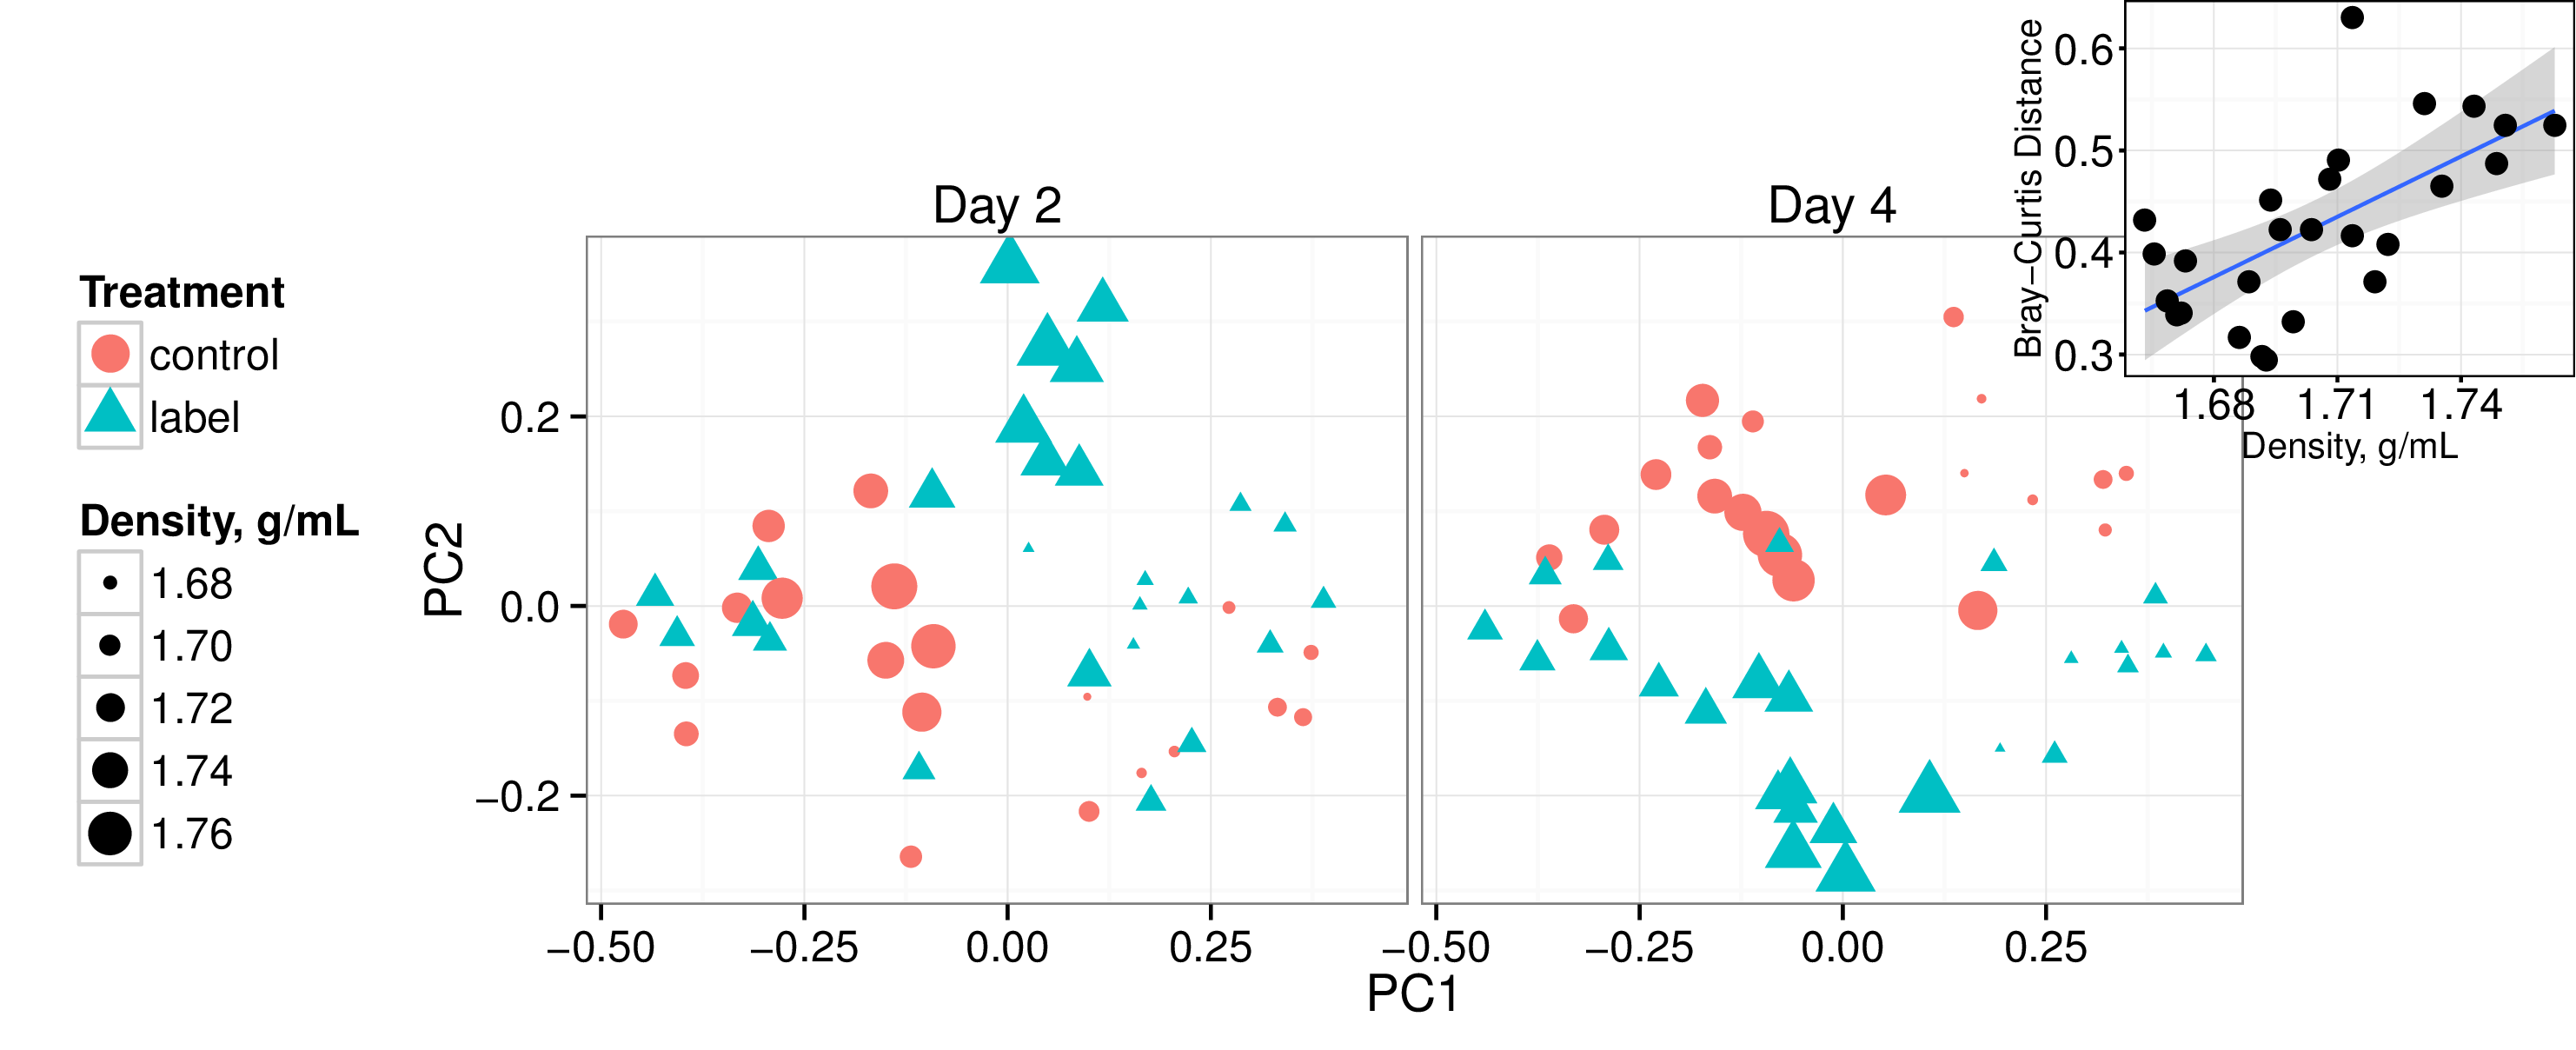 Treatment
control
label
Density, g/mL
1.68
1.70
1.72
1.74
1.76
Day 2
Day 4
PC2
0.2
0.0
−0.2
−0.50
−0.25
0.00
0.25
−0.50
−0.25
0.00
0.25
PC1
Bray−Curtis Distance
0.6
0.5
0.4
0.3
1.68
1.71
1.74
Density, g/mL